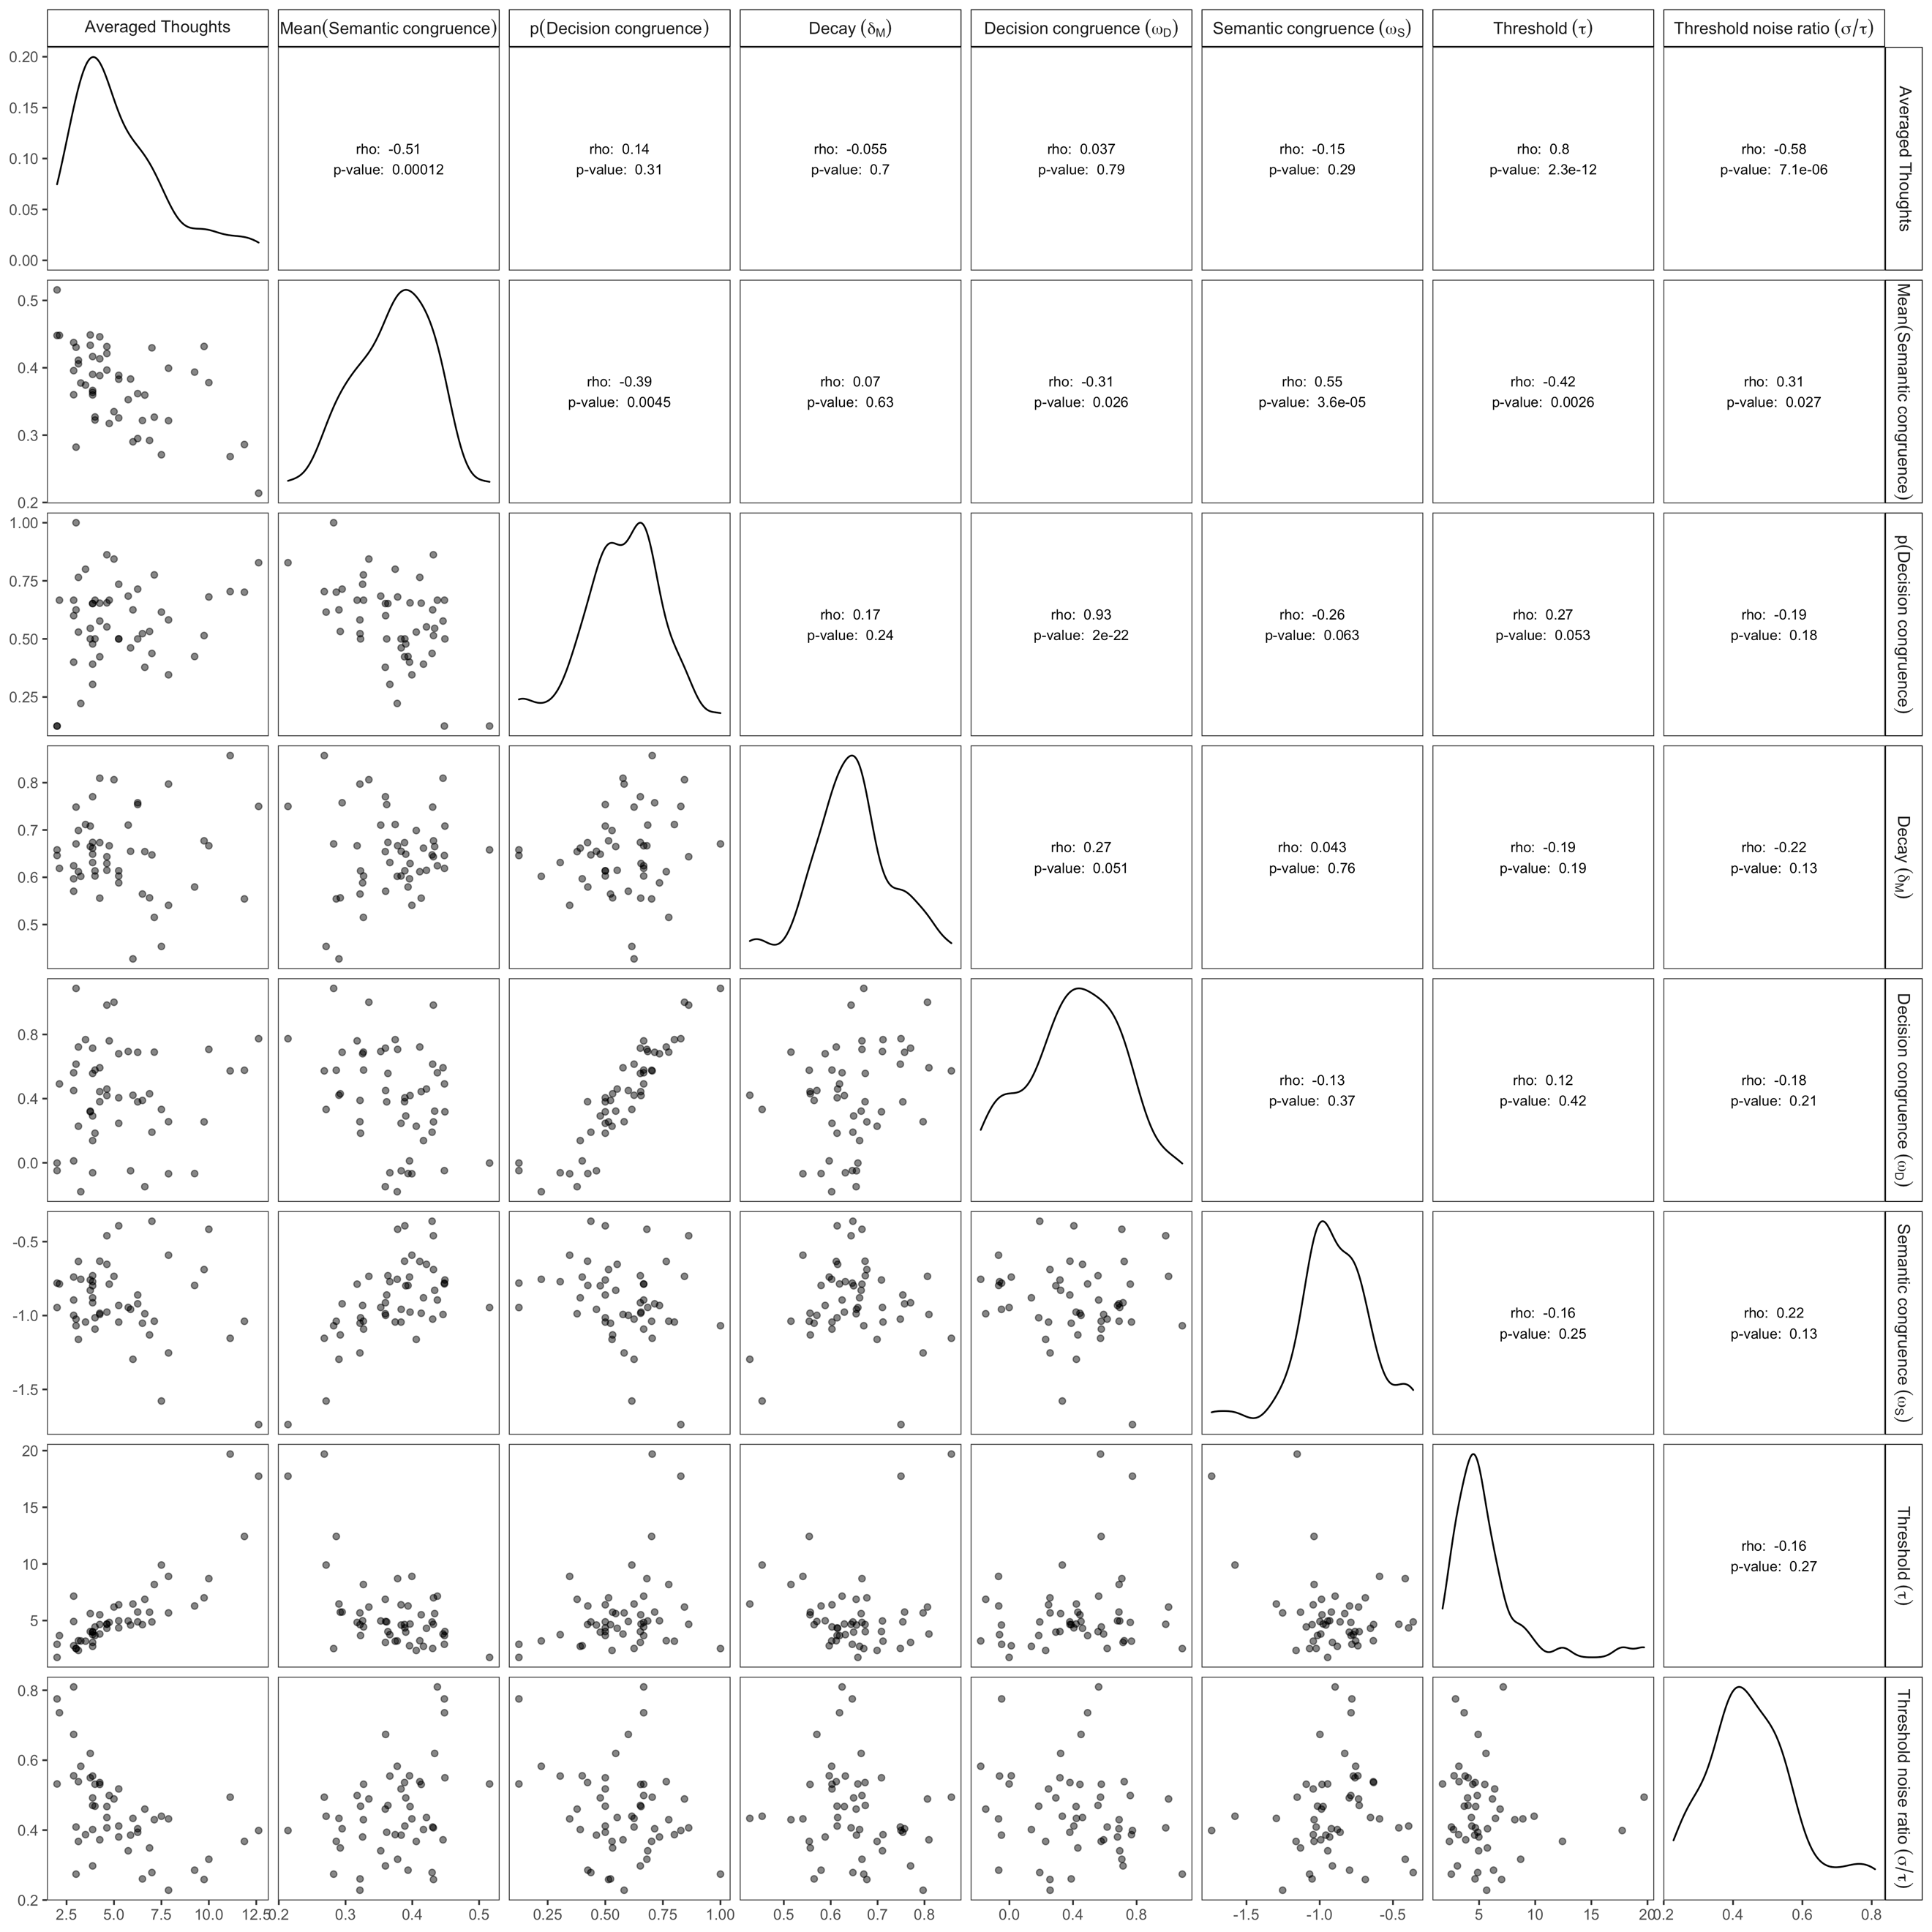 Averaged Thoughts
Mean(Semantic congruence)
p(Decision congruence)
Decay (δM)
Decision congruence (ωD)
Semantic congruence (ωS)
Threshold (τ)
Threshold noise ratio (σ/τ)
0.20
0.15
0.10
0.05
0.00
rho: -0.51
p-value: 0.00012
rho: 0.14
p-value: 0.31
rho: -0.055
p-value: 0.7
rho: 0.037
p-value: 0.79
rho: -0.15
p-value: 0.29
rho: 0.8
p-value: 2.3e-12
rho: -0.58
p-value: 7.1e-06
Averaged Thoughts
0.5
0.4
0.3
0.2
rho: -0.39
p-value: 0.0045
rho: 0.07
p-value: 0.63
rho: -0.31
p-value: 0.026
rho: 0.55
p-value: 3.6e-05
rho: -0.42
p-value: 0.0026
rho: 0.31
p-value: 0.027
Mean(Semantic congruence)
1.00
0.75
0.50
0.25
rho: 0.17
p-value: 0.24
rho: 0.93
p-value: 2e-22
rho: -0.26
p-value: 0.063
rho: 0.27
p-value: 0.053
rho: -0.19
p-value: 0.18
p(Decision congruence)
0.8
0.7
0.6
0.5
rho: 0.27
p-value: 0.051
rho: 0.043
p-value: 0.76
rho: -0.19
p-value: 0.19
rho: -0.22
p-value: 0.13
Decay (δM)
0.8
0.4
0.0
rho: -0.13
p-value: 0.37
rho: 0.12
p-value: 0.42
rho: -0.18
p-value: 0.21
Decision congruence (ωD)
-0.5
-1.0
-1.5
rho: -0.16
p-value: 0.25
rho: 0.22
p-value: 0.13
Semantic congruence (ωS)
20
15
10
5
rho: -0.16
p-value: 0.27
Threshold (τ)
0.8
0.6
0.4
0.2
Threshold noise ratio (σ/τ)
2.5 5.0 7.5 10.0 12.5
0.2 0.3 0.4 0.5
0.25 0.50 0.75 1.00
0.5 0.6 0.7 0.8
0.0 0.4 0.8
-1.5 -1.0 -0.5
5 10 15 20
0.2 0.4 0.6 0.8